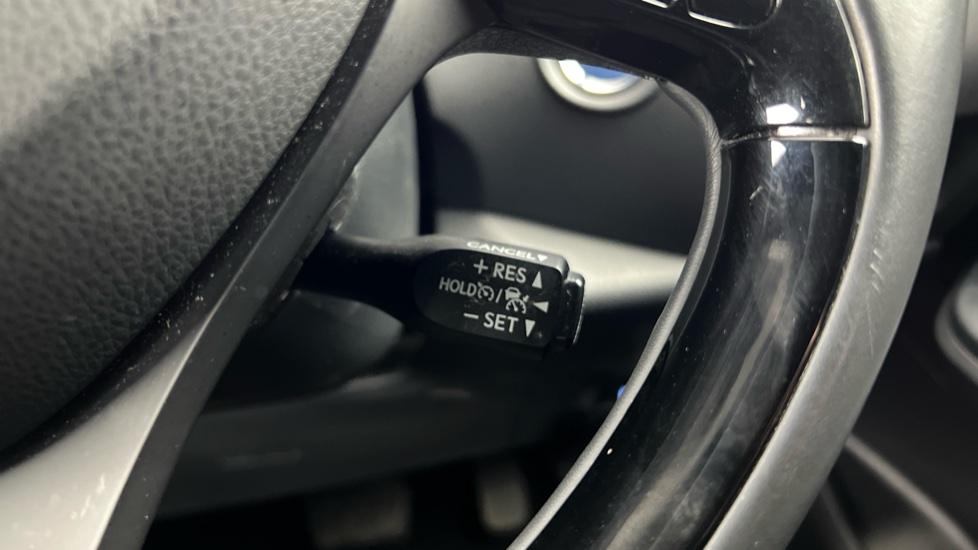 CANCEL▼
+ RES ▲
HOLD / ◄
− SET ▼